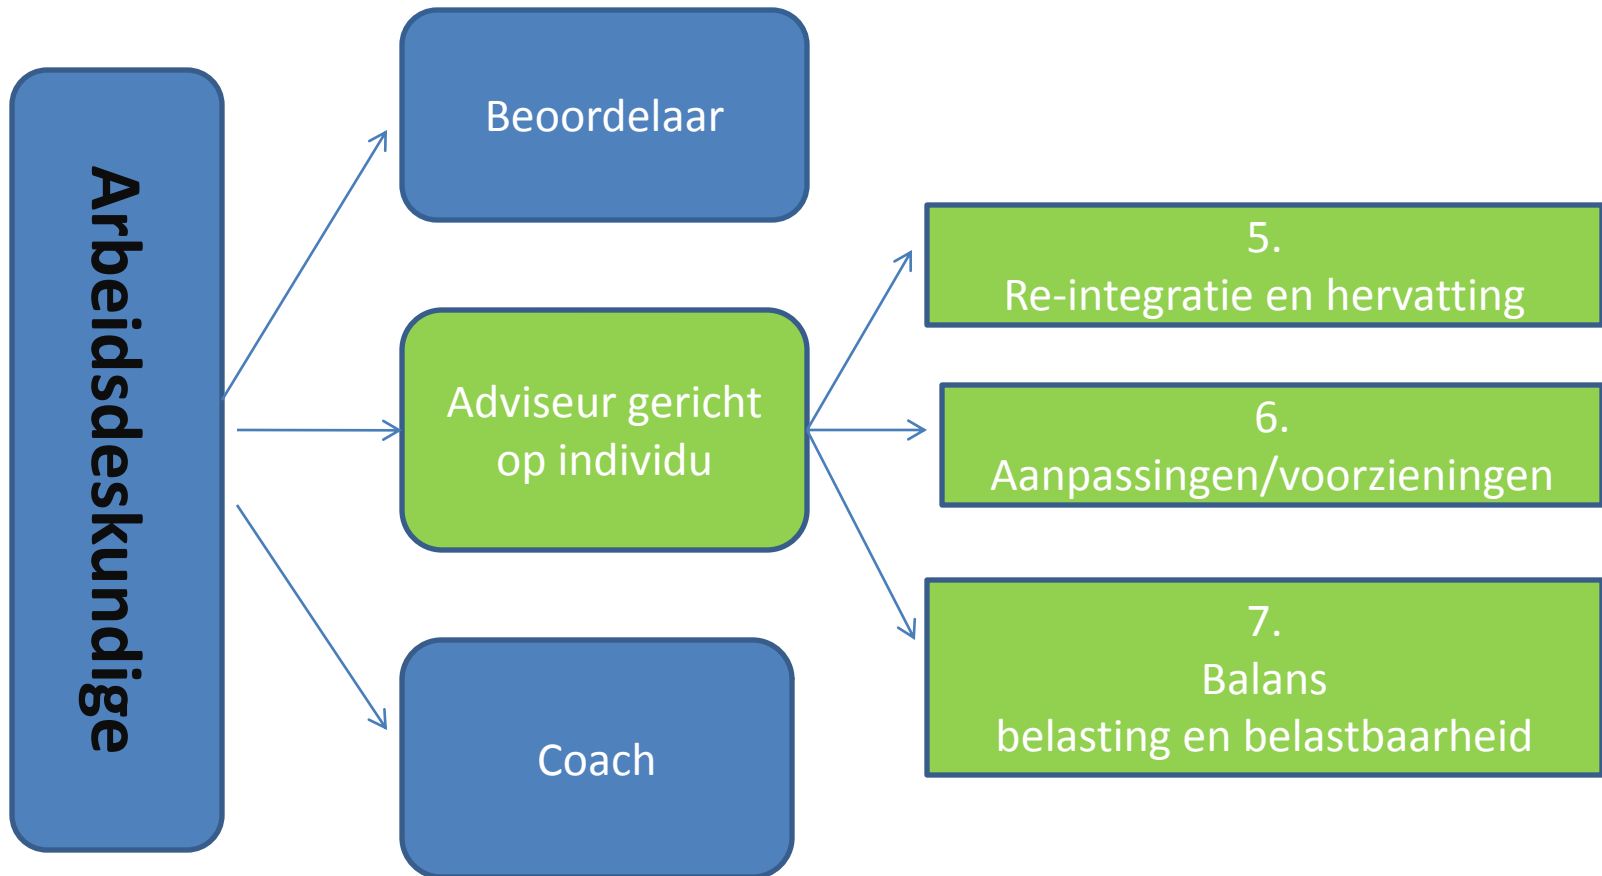 Arbeidsdeskundige
Beoordelaar
Adviseur gericht
op individu
Coach
5.
Re-integratie en hervatting
6.
Aanpassingen/voorzieningen
7.
Balans
belasting en belastbaarheid